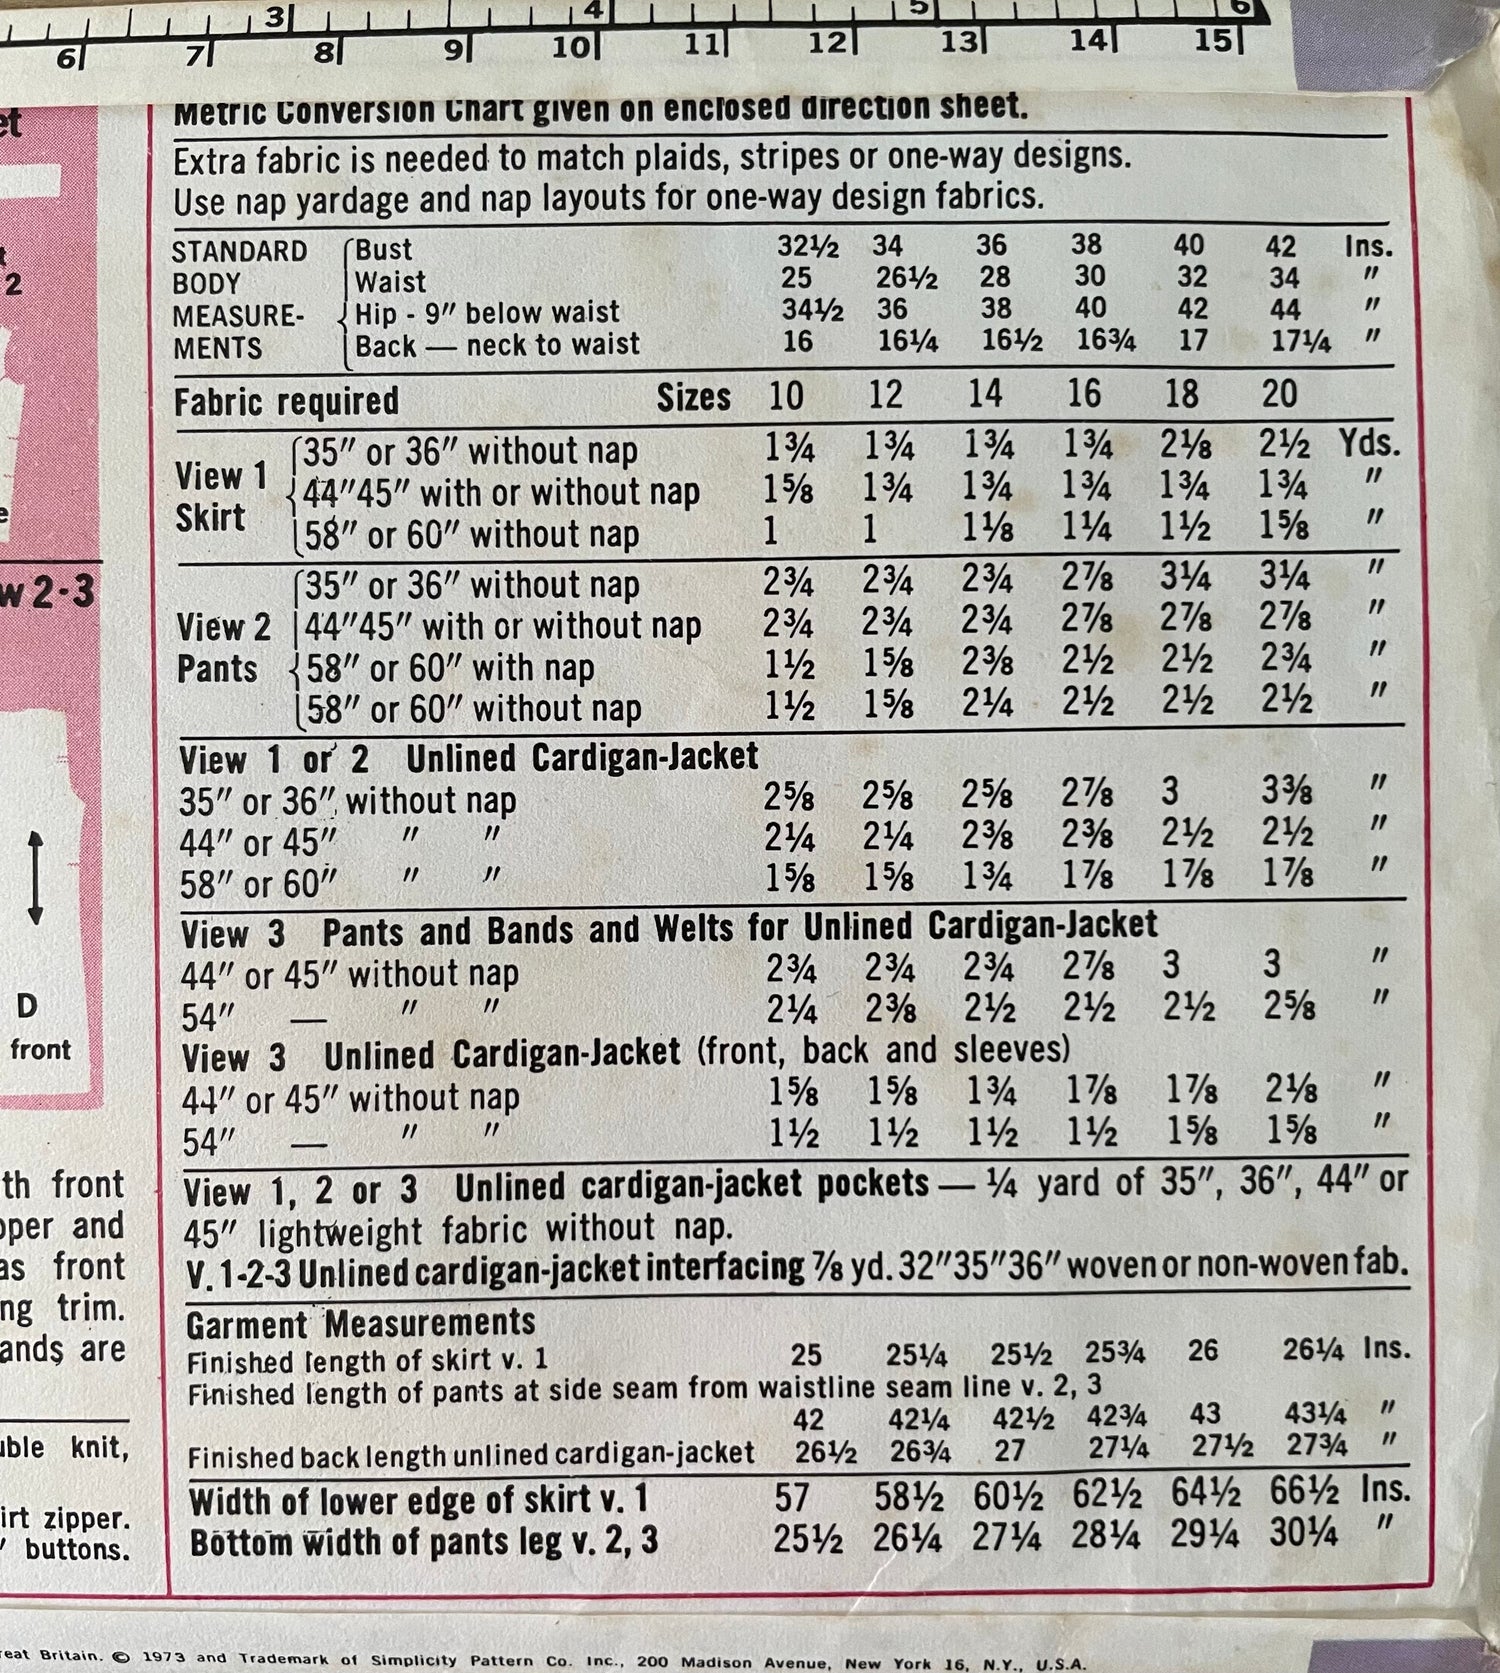 3 4 5 6
6 7 8 9 10 11 12 13 14 15
Metric Conversion Chart given on enclosed direction sheet.
Extra fabric is needed to match plaids, stripes or one-way designs.
Use nap yardage and nap layouts for one-way design fabrics.
STANDARD Bust 32½ 34 36 38 40 42 Ins.
BODY Waist 25 26½ 28 30 32 34 "
MEASURE- Hip - 9" below waist 34½ 36 38 40 42 44 "
MENTS Back — neck to waist 16 16¼ 16½ 16¾ 17 17¼ "
Fabric required Sizes 10 12 14 16 18 20
View 1 Skirt
35" or 36" without nap 1¾ 1¾ 1¾ 1¾ 2⅛ 2½ Yds.
44"45" with or without nap 1⅝ 1¾ 1¾ 1¾ 1¾ 1¾ "
58" or 60" without nap 1 1 1⅛ 1¼ 1½ 1⅝ "
View 2 Pants
35" or 36" without nap 2¾ 2¾ 2¾ 2⅞ 3¼ 3¼ "
44"45" with or without nap 2¾ 2¾ 2¾ 2⅞ 2⅞ 2⅞ "
58" or 60" with nap 1½ 1⅝ 2⅜ 2½ 2½ 2¾ "
58" or 60" without nap 1½ 1⅝ 2¼ 2½ 2½ 2½ "
View 1 or 2 Unlined Cardigan-Jacket
35" or 36" without nap 2⅝ 2⅝ 2⅝ 2⅞ 3 3⅜ "
44" or 45" " " 2¼ 2¼ 2⅜ 2⅜ 2½ 2½ "
58" or 60" " " 1⅝ 1⅝ 1¾ 1⅞ 1⅞ 1⅞ "
View 3 Pants and Bands and Welts for Unlined Cardigan-Jacket
44" or 45" without nap 2¾ 2¾ 2¾ 2⅞ 3 3 "
54" — " " 2¼ 2⅜ 2½ 2½ 2½ 2⅝ "
View 3 Unlined Cardigan-Jacket (front, back and sleeves)
44" or 45" without nap 1⅝ 1⅝ 1¾ 1⅞ 1⅞ 2⅛ "
54" — " " 1½ 1½ 1½ 1½ 1⅝ 1⅝ "
View 1, 2 or 3 Unlined cardigan-jacket pockets — ¼ yard of 35", 36", 44" or
45" lightweight fabric without nap.
V. 1-2-3 Unlined cardigan-jacket interfacing ⅞ yd. 32"35"36" woven or non-woven fab.
Garment Measurements
Finished length of skirt v. 1 25 25¼ 25½ 25¾ 26 26¼ Ins.
Finished length of pants at side seam from waistline seam line v. 2, 3
42 42¼ 42½ 42¾ 43 43¼ "
Finished back length unlined cardigan-jacket 26½ 26¾ 27 27¼ 27½ 27¾ "
Width of lower edge of skirt v. 1 57 58½ 60½ 62½ 64½ 66½ Ins.
Bottom width of pants leg v. 2, 3 25½ 26¼ 27¼ 28¼ 29¼ 30¼ "
2
w 2-3
D
front
th front
pper and
as front
ng trim.
ands are
uble knit,
irt zipper.
" buttons.
reat Britain. © 1973 and Trademark of Simplicity Pattern Co. Inc., 200 Madison Avenue, New York 16, N.Y., U.S.A.